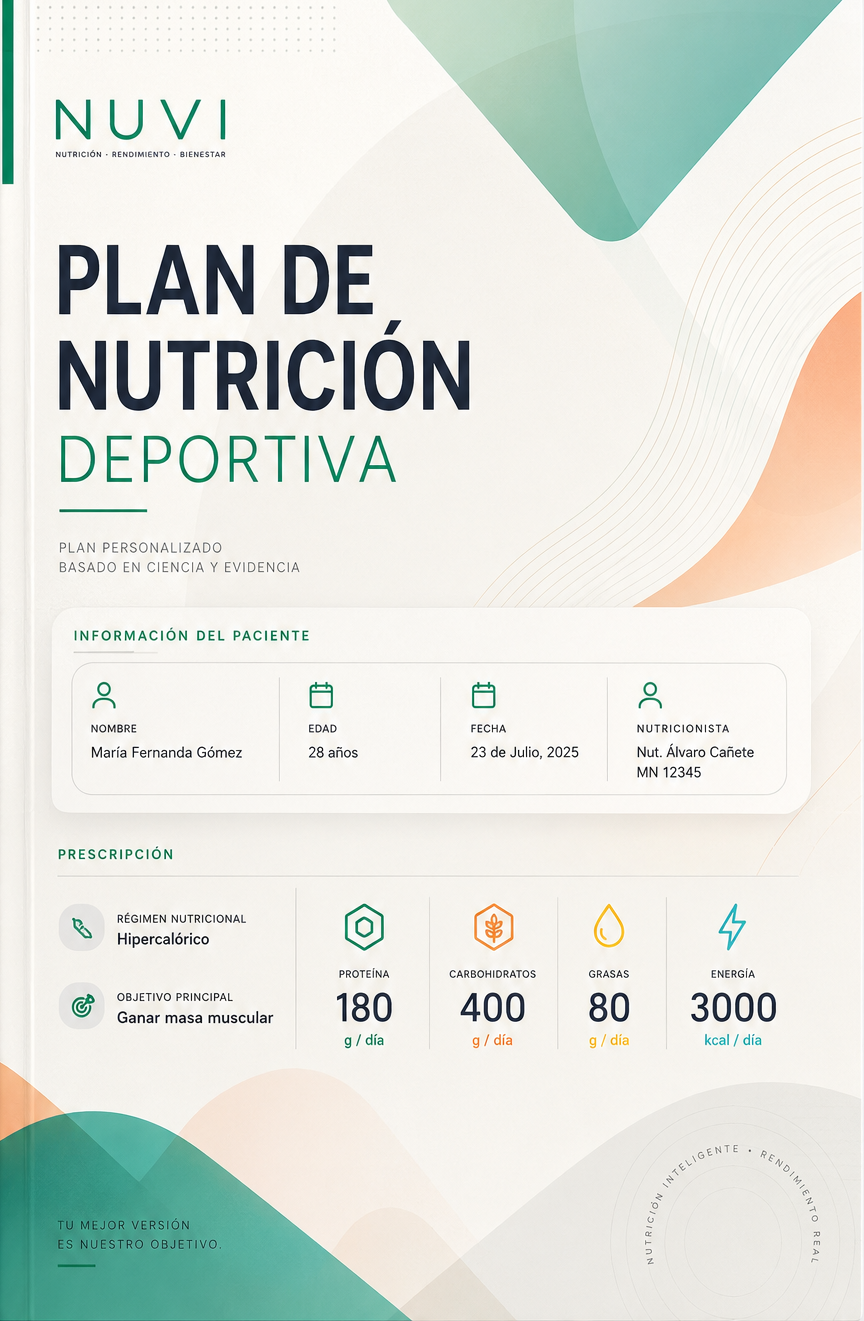 NUVI
NUTRICIÓN · RENDIMIENTO · BIENESTAR
PLAN DE
NUTRICIÓN
DEPORTIVA
PLAN PERSONALIZADO
BASADO EN CIENCIA Y EVIDENCIA
INFORMACIÓN DEL PACIENTE
NOMBRE
María Fernanda Gómez
EDAD
28 años
FECHA
23 de Julio, 2025
NUTRICIONISTA
Nut. Álvaro Cañete
MN 12345
PRESCRIPCIÓN
RÉGIMEN NUTRICIONAL
Hipercalórico
OBJETIVO PRINCIPAL
Ganar masa muscular
PROTEÍNA
180
g / día
CARBOHIDRATOS
400
g / día
GRASAS
80
g / día
ENERGÍA
3000
kcal / día
TU MEJOR VERSIÓN
ES NUESTRO OBJETIVO.
NUTRICIÓN INTELIGENTE • RENDIMIENTO REAL